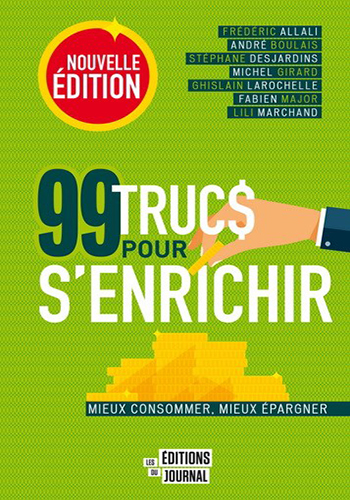 NOUVELLE
ÉDITION
FRÉDÉRIC ALLALI
ANDRÉ BOULAIS
STÉPHANE DESJARDINS
MICHEL GIRARD
GHISLAIN LAROCHELLE
FABIEN MAJOR
LILI MARCHAND
99 TRUC$
POUR
S'ENRICHIR
MIEUX CONSOMMER, MIEUX ÉPARGNER
LES ÉDITIONS
DU JOURNAL